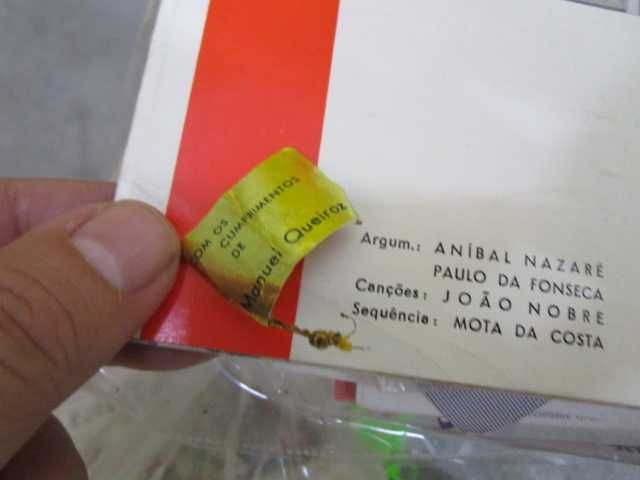 COM OS
CUMPRIMENTOS
DE
Manuel Queiroz
Argum.: ANÍBAL NAZARÉ
PAULO DA FONSECA
Canções: JOÃO NOBRE
Sequência: MOTA DA COSTA